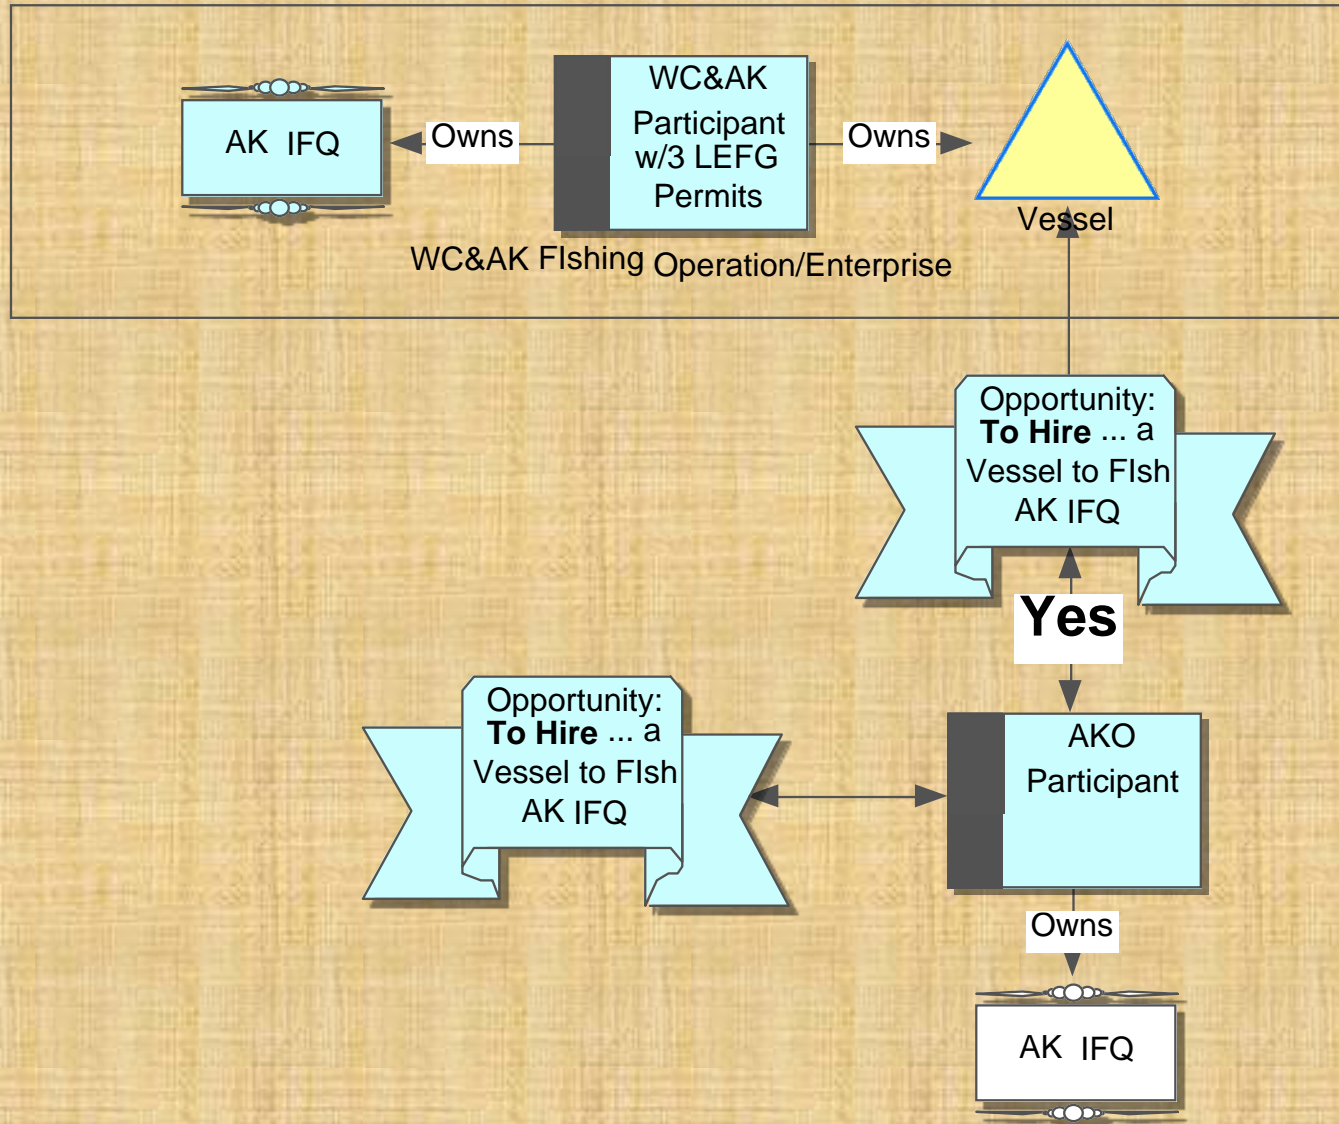 AK IFQ
Owns
WC&AK
Participant
w/3 LEFG
Permits
Owns
Vessel
WC&AK FIshing Operation/Enterprise
Opportunity:
To Hire ... a
Vessel to FIsh
AK IFQ
Yes
Opportunity:
To Hire ... a
Vessel to FIsh
AK IFQ
AKO
Participant
Owns
AK IFQ